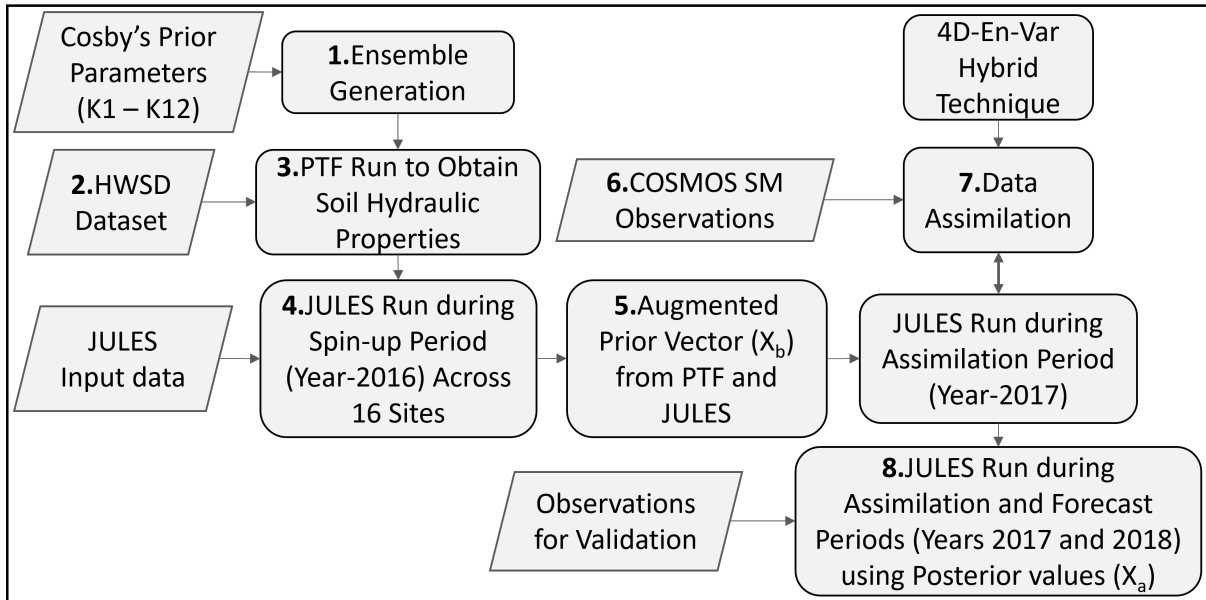 Cosby's Prior
Parameters
(K1 – K12)
1.Ensemble
Generation
4D-En-Var
Hybrid
Technique
2.HWSD
Dataset
3.PTF Run to Obtain
Soil Hydraulic
Properties
6.COSMOS SM
Observations
7.Data
Assimilation
JULES
Input data
4.JULES Run during
Spin-up Period
(Year-2016) Across
16 Sites
5.Augmented
Prior Vector (Xb)
from PTF and
JULES
JULES Run during
Assimilation Period
(Year-2017)
Observations
for Validation
8.JULES Run during
Assimilation and Forecast
Periods (Years 2017 and 2018)
using Posterior values (Xa)